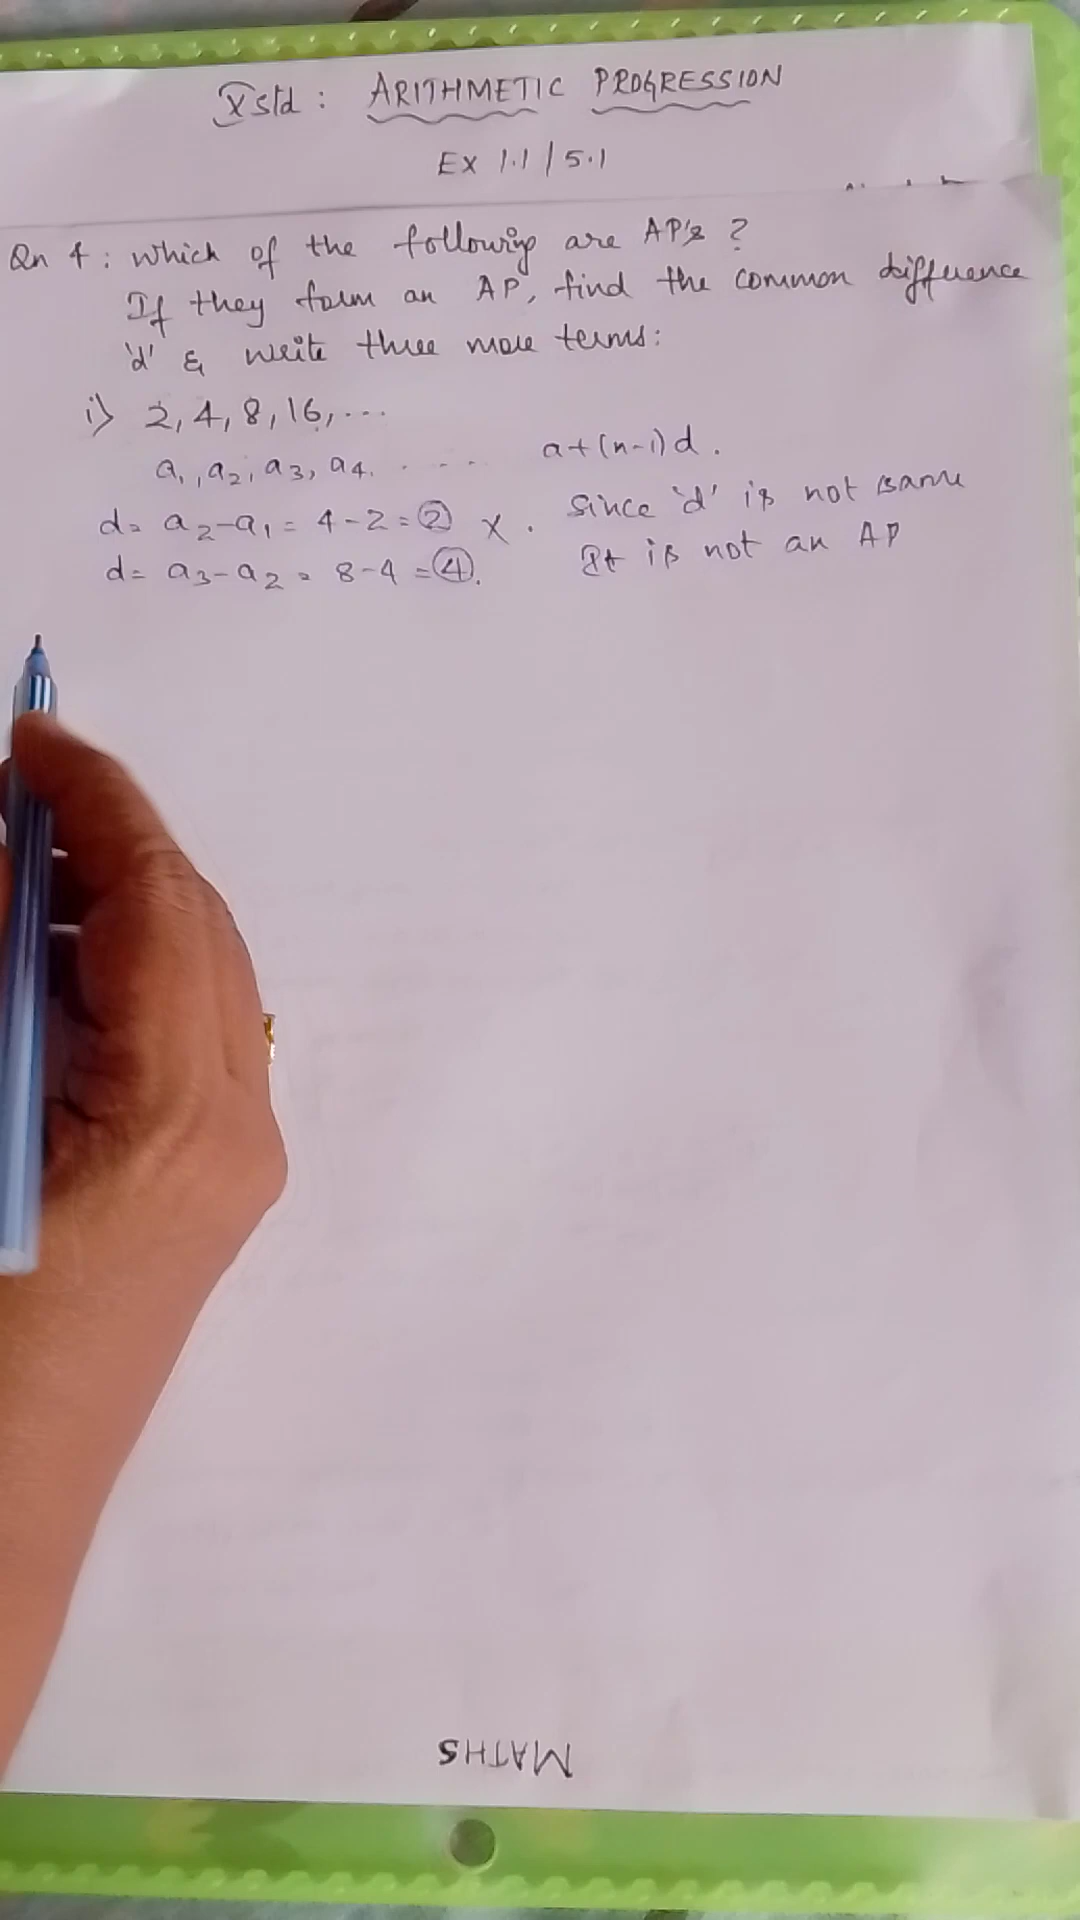 X std : ARITHMETIC PROGRESSION
EX 1.1 / 5.1
Qn 4 : Which of the following are AP's ?
If they form an AP, find the common difference
'd' & write three more terms:
i) 2, 4, 8, 16, ...
a₁, a₂, a₃, a₄. . . . . a+(n-1)d.
d = a₂-a₁ = 4-2 = 2 X . Since 'd' is not same
d = a₃-a₂ = 8-4 = 4. It is not an AP
MATHS